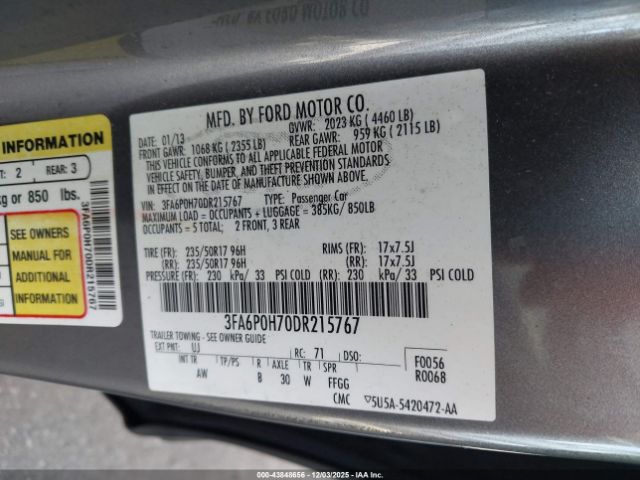 MFD. BY FORD MOTOR CO.
DATE: 01/13 GVWR: 2023 KG ( 4460 LB)
FRONT GAWR: 1068 KG ( 2355 LB) REAR GAWR: 959 KG ( 2115 LB)
THIS VEHICLE CONFORMS TO ALL APPLICABLE FEDERAL MOTOR
VEHICLE SAFETY, BUMPER, AND THEFT PREVENTION STANDARDS
IN EFFECT ON THE DATE OF MANUFACTURE SHOWN ABOVE.
VIN: 3FA6P0H70DR215767 TYPE: Passenger Car
MAXIMUM LOAD = OCCUPANTS + LUGGAGE = 385KG/ 850LB
OCCUPANTS = 5 TOTAL; 2 FRONT, 3 REAR
TIRE (FR): 235/50R17 96H RIMS (FR): 17x7.5J
(RR): 235/50R17 96H (RR): 17x7.5J
PRESSURE (FR): 230 kPa/ 33 PSI COLD (RR): 230 kPa/ 33 PSI COLD
3FA6P0H70DR215767
TRAILER TOWING - SEE OWNER GUIDE
EXT PNT: UJ RC: 71 DSO:
INT TR TP/PS R AXLE TR SPR
AW B 30 W FFGG
F0056
R0068
CMC ▽5U5A-5420472-AA
INFORMATION
2 REAR: 3
kg or 850 lbs.
SEE OWNERS
MANUAL FOR
ADDITIONAL
INFORMATION
3FA6P0H70DR215767
000-43848656 - 12/03/2025 - IAAI.COM